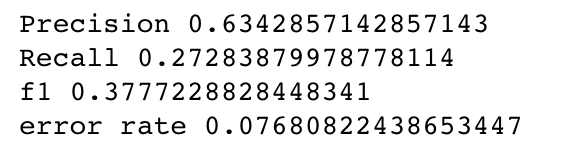 Precision 0.6342857142857143
Recall 0.27283879978778114
f1 0.3777228828448341
error rate 0.07680822438653447